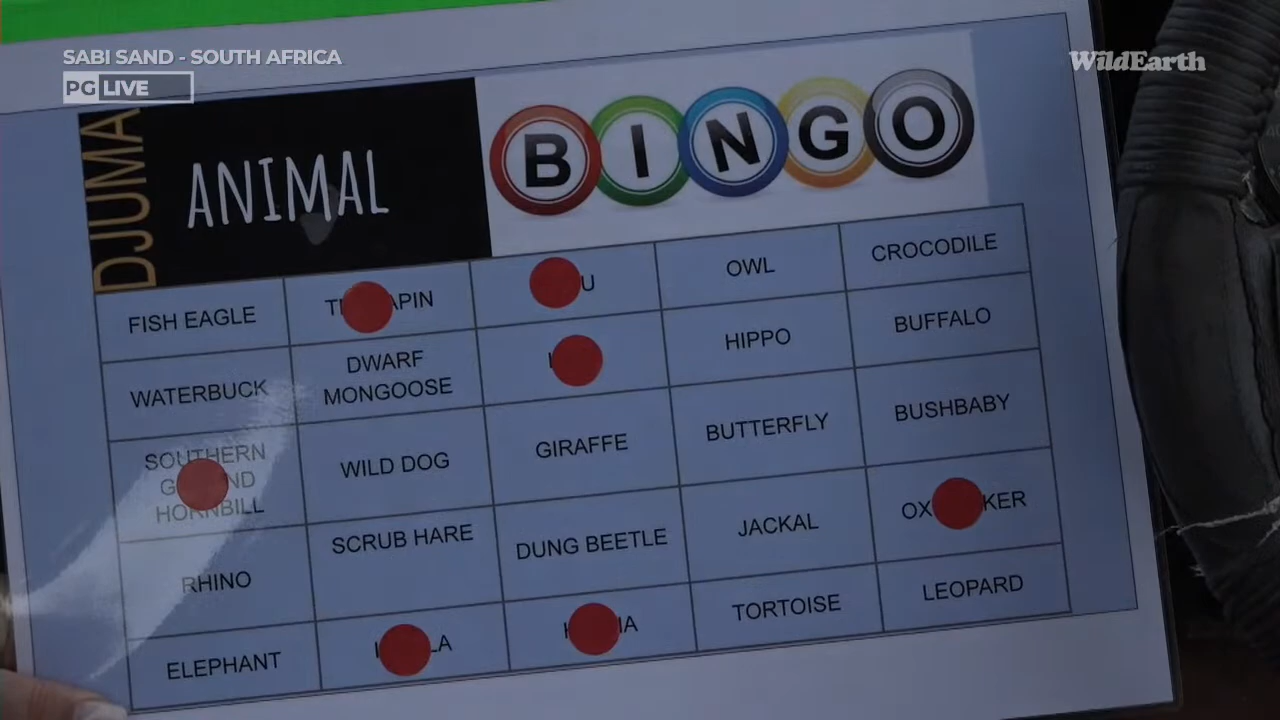 SABI SAND - SOUTH AFRICA
PG LIVE
WildEarth
DJUMA
ANIMAL
BINGO
FISH EAGLE
OWL
CROCODILE
WATERBUCK
DWARF
MONGOOSE
HIPPO
BUFFALO
SOUTHERN
HORNBILL
WILD DOG
GIRAFFE
BUTTERFLY
BUSHBABY
RHINO
SCRUB HARE
DUNG BEETLE
JACKAL
ELEPHANT
TORTOISE
LEOPARD